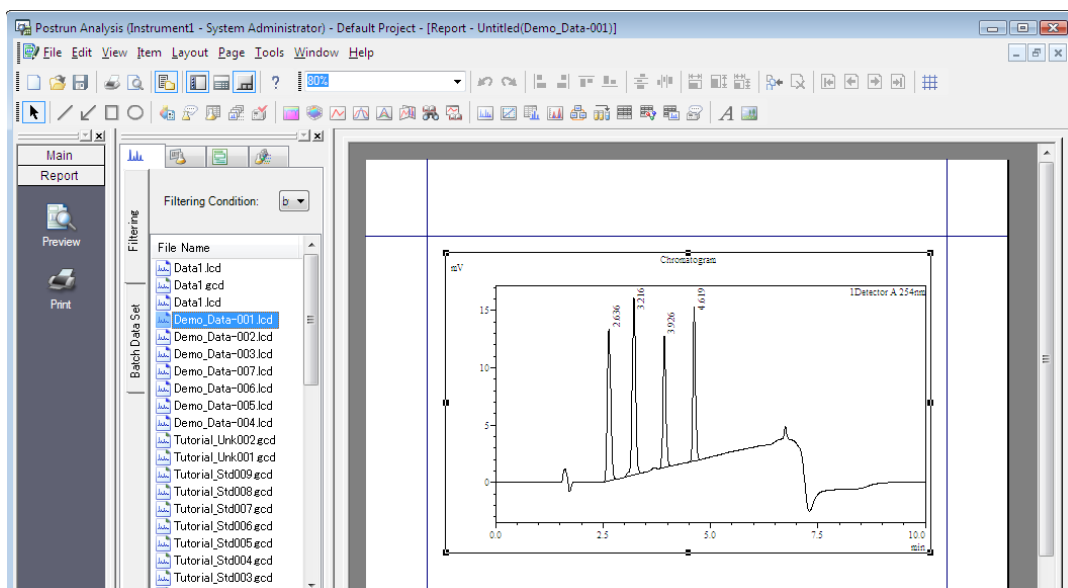 Postrun Analysis (Instrument1 - System Administrator) - Default Project - [Report - Untitled(Demo_Data-001)]
File Edit View Item Layout Page Tools Window Help
80%
Main
Report
Preview
Print
Filtering
Batch Data Set
Filtering Condition: b
File Name
Data1.lcd
Data1.gcd
Data1.lcd
Demo_Data-001.lcd
Demo_Data-002.lcd
Demo_Data-003.lcd
Demo_Data-007.lcd
Demo_Data-006.lcd
Demo_Data-005.lcd
Demo_Data-004.lcd
Tutorial_Unk002.gcd
Tutorial_Unk001.gcd
Tutorial_Std009.gcd
Tutorial_Std008.gcd
Tutorial_Std007.gcd
Tutorial_Std006.gcd
Tutorial_Std005.gcd
Tutorial_Std004.gcd
Tutorial_Std003.gcd
Chromatogram
mV
1Detector A 254nm
2.636
3.216
3.926
4.619
15
10
5
0
0.0 2.5 5.0 7.5 10.0
min